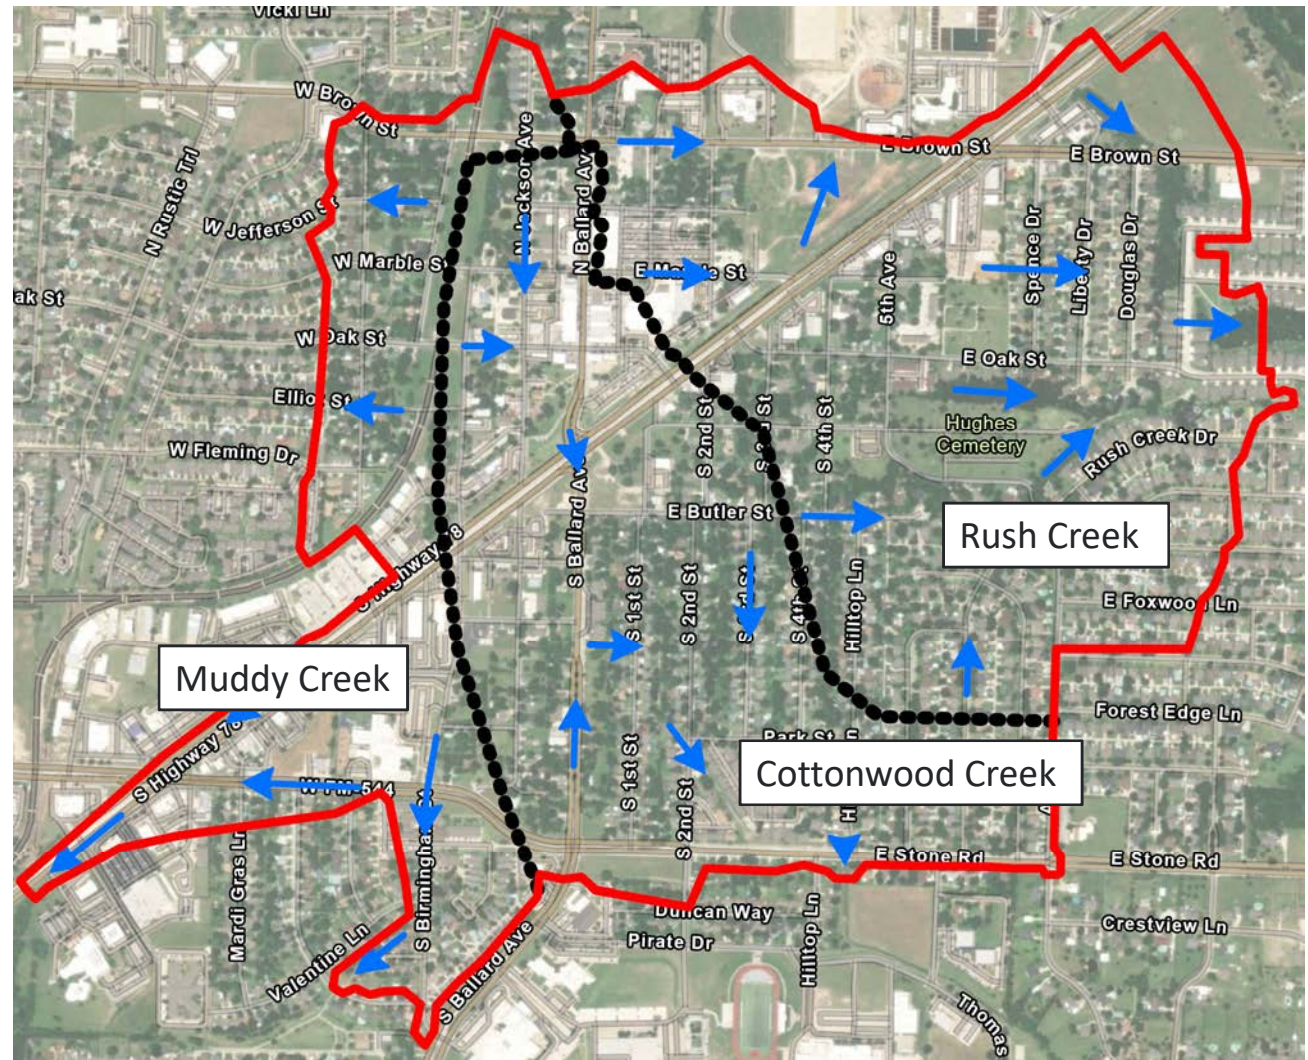 Vicki Ln
W Brown St
N Jackson Ave
N Ballard Av
E Brown St
E Brown St
N Rustic Trl
W Jefferson St
W Marble St
E Marble St
5th Ave
Spence Dr
Liberty Dr
Douglas Dr
ak St
W Oak St
E Oak St
Elliot St
S 2nd St
S 4th St
Hughes
Cemetery
Rush Creek Dr
W Fleming Dr
E Butler St
Rush Creek
S Ballard Av
S 1st St
S 2nd St
Hilltop Ln
E Foxwood Ln
Muddy Creek
Forest Edge Ln
S Highway 78
Park St
Cottonwood Creek
W FM-544
S 1st St
S 2nd St
E Stone Rd
E Stone Rd
Mardi Gras Ln
S Birmingham St
Valentine Ln
S Ballard Ave
Duncan Way
Pirate Dr
Hilltop Ln
Crestview Ln
Thomas